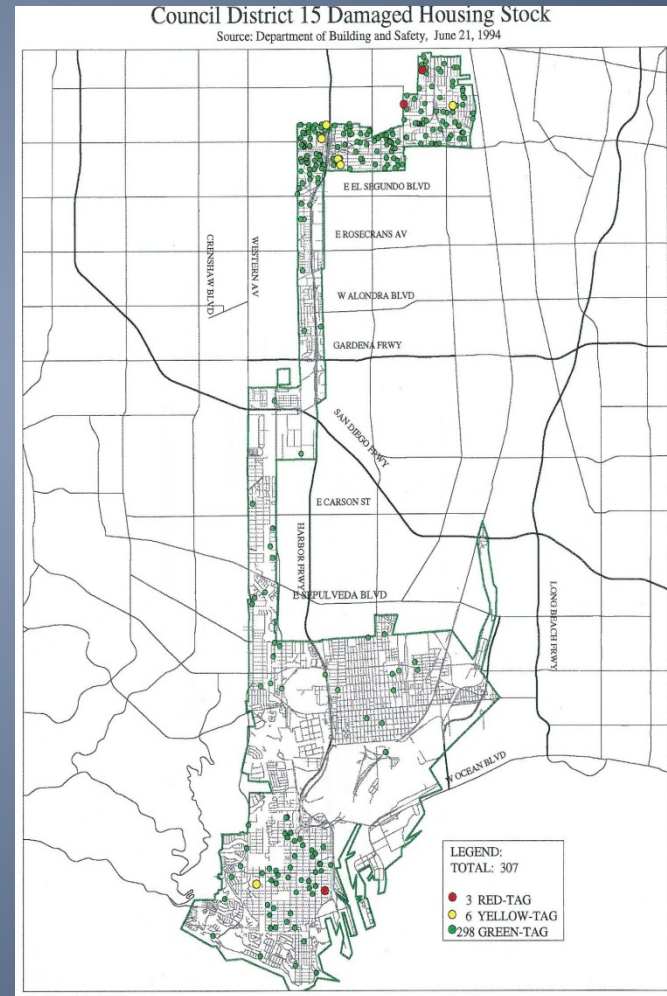 Council District 15 Damaged Housing Stock
Source: Department of Building and Safety, June 21, 1994
E EL SEGUNDO BLVD
CRENSHAW BLVD
WESTERN AV
E ROSECRANS AV
W ALONDRA BLVD
GARDENA FRWY
SAN DIEGO FRWY
E CARSON ST
HARBOR FRWY
E SEPULVEDA BLVD
LONG BEACH FRWY
W OCEAN BLVD
LEGEND:
TOTAL: 307
3 RED-TAG
6 YELLOW-TAG
298 GREEN-TAG